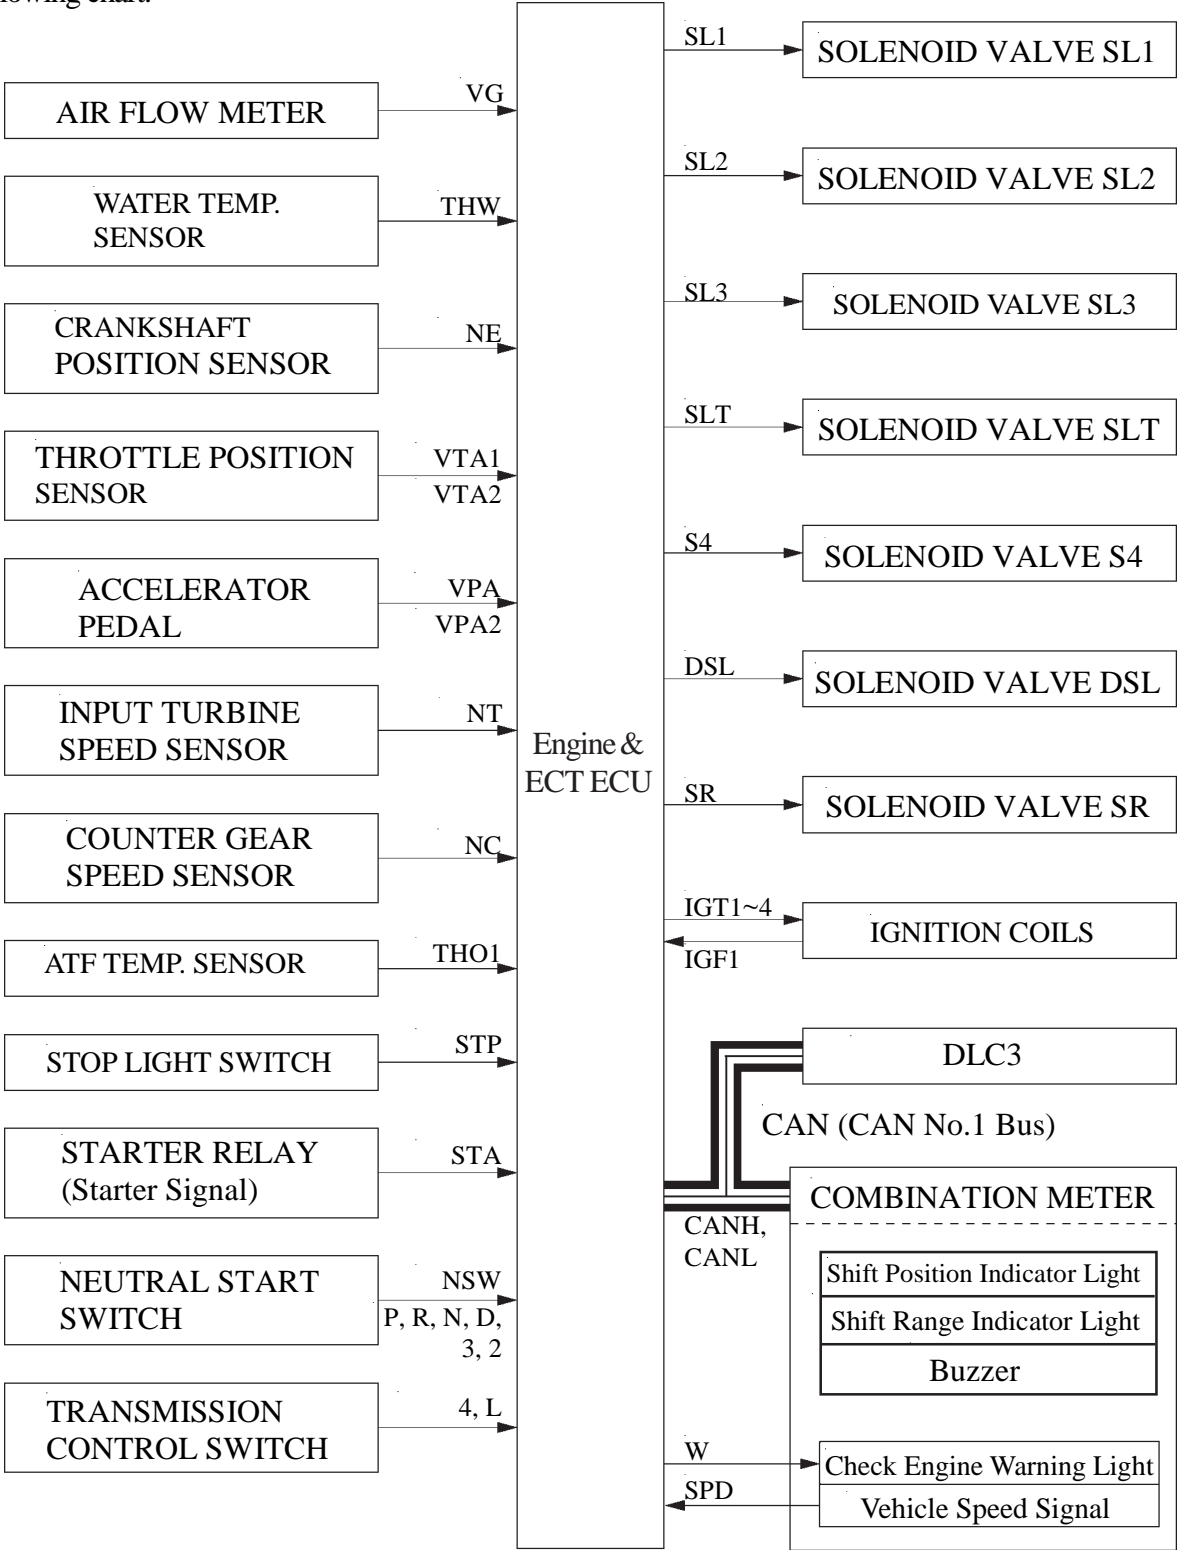 lowing chart.
AIR FLOW METER
VG
WATER TEMP.
SENSOR
THW
CRANKSHAFT
POSITION SENSOR
NE
THROTTLE POSITION
SENSOR
VTA1
VTA2
ACCELERATOR
PEDAL
VPA
VPA2
INPUT TURBINE
SPEED SENSOR
NT
COUNTER GEAR
SPEED SENSOR
NC
ATF TEMP. SENSOR
THO1
STOP LIGHT SWITCH
STP
STARTER RELAY
(Starter Signal)
STA
NEUTRAL START
SWITCH
NSW
P, R, N, D,
3, 2
TRANSMISSION
CONTROL SWITCH
4, L
Engine &
ECT ECU
SL1
SOLENOID VALVE SL1
SL2
SOLENOID VALVE SL2
SL3
SOLENOID VALVE SL3
SLT
SOLENOID VALVE SLT
S4
SOLENOID VALVE S4
DSL
SOLENOID VALVE DSL
SR
SOLENOID VALVE SR
IGT1~4
IGF1
IGNITION COILS
DLC3
CAN (CAN No.1 Bus)
CANH,
CANL
COMBINATION METER
Shift Position Indicator Light
Shift Range Indicator Light
Buzzer
W
Check Engine Warning Light
SPD
Vehicle Speed Signal